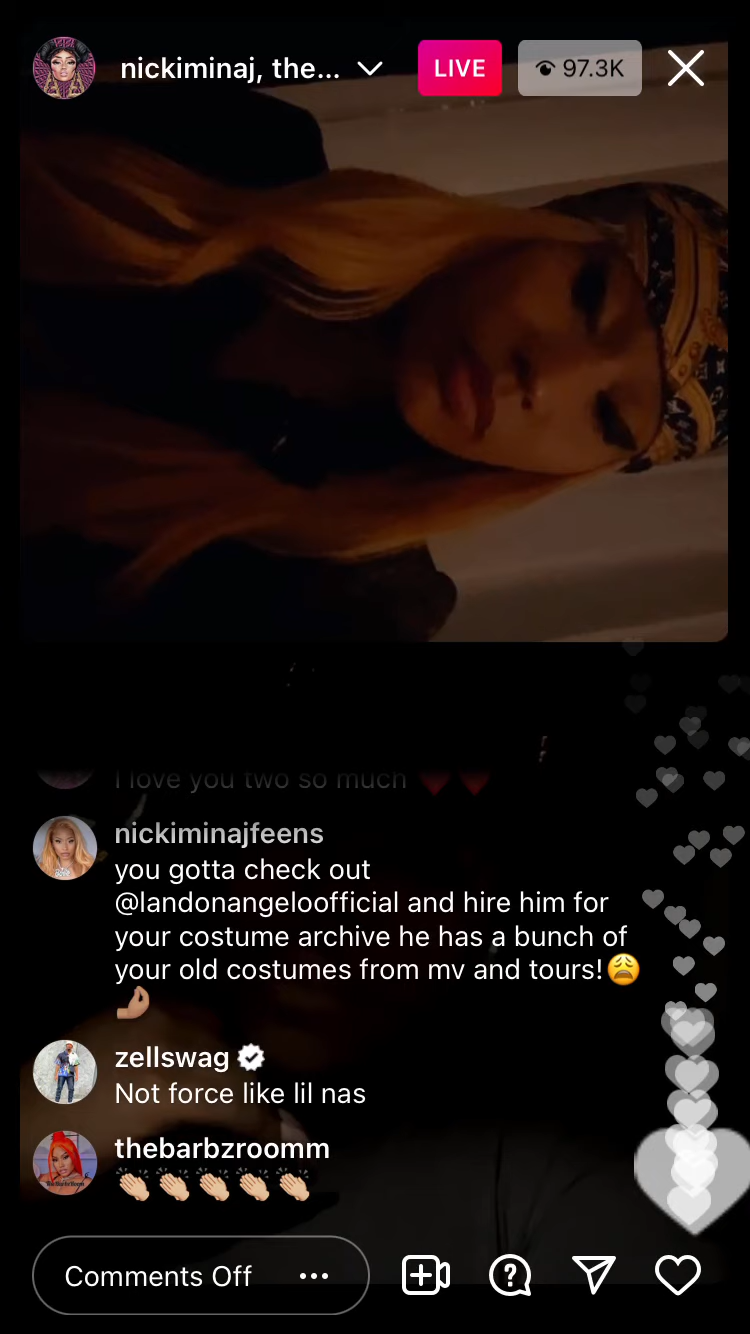 nickiminaj, the...
LIVE
97.3K
I love you two so much ❤️❤️
nickiminajfeens
you gotta check out
@landonangeloofficial and hire him for
your costume archive he has a bunch of
your old costumes from mv and tours!😩
🤌🏼
zellswag
Not force like lil nas
thebarbzroomm
👏🏼👏🏼👏🏼👏🏼👏🏼
Comments Off